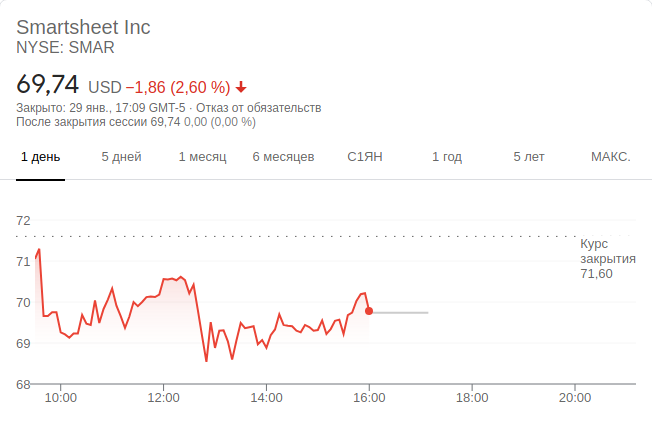 Smartsheet Inc
NYSE: SMAR
69,74 USD −1,86 (2,60 %)
Закрыто: 29 янв., 17:09 GMT-5 · Отказ от обязательств
После закрытия сессии 69,74 0,00 (0,00 %)
1 день 5 дней 1 месяц 6 месяцев С1ЯН 1 год 5 лет МАКС.
72
Курс
закрытия
71,60
71
70
69
68
10:00 12:00 14:00 16:00 18:00 20:00